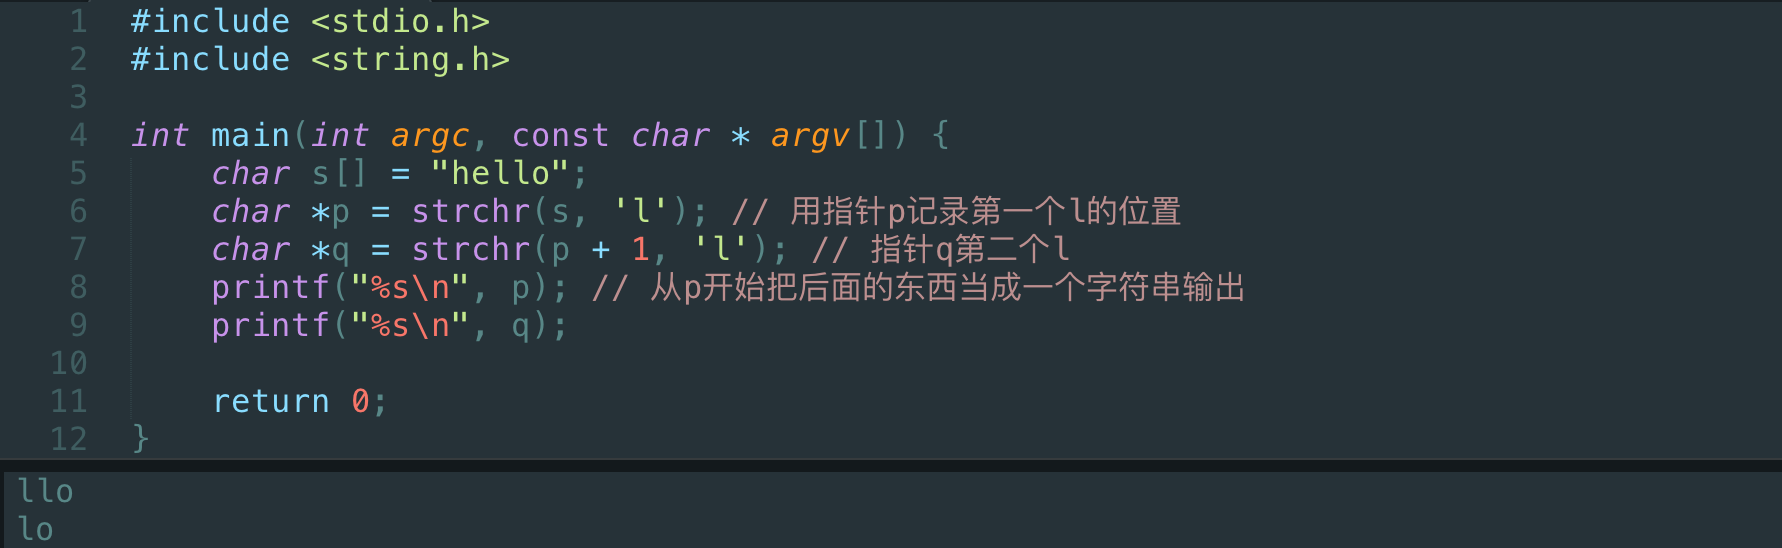 1 #include <stdio.h>
2 #include <string.h>
3
4 int main(int argc, const char * argv[]) {
5     char s[] = "hello";
6     char *p = strchr(s, 'l'); // 用指针p记录第一个l的位置
7     char *q = strchr(p + 1, 'l'); // 指针q第二个l
8     printf("%s\n", p); // 从p开始把后面的东西当成一个字符串输出
9     printf("%s\n", q);
10
11     return 0;
12 }
llo
lo